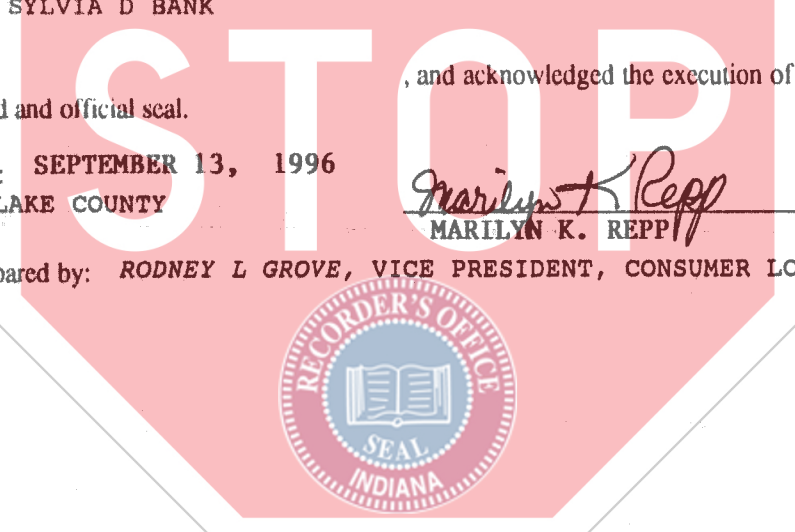 SYLVIA D BANK
STOP
, and acknowledged the execution of
d and official seal.
: SEPTEMBER 13, 1996
LAKE COUNTY
Marilyn K Repp
MARILYN K. REPP
pared by: RODNEY L GROVE, VICE PRESIDENT, CONSUMER LO
RECORDER'S OFFICE
SEAL
INDIANA